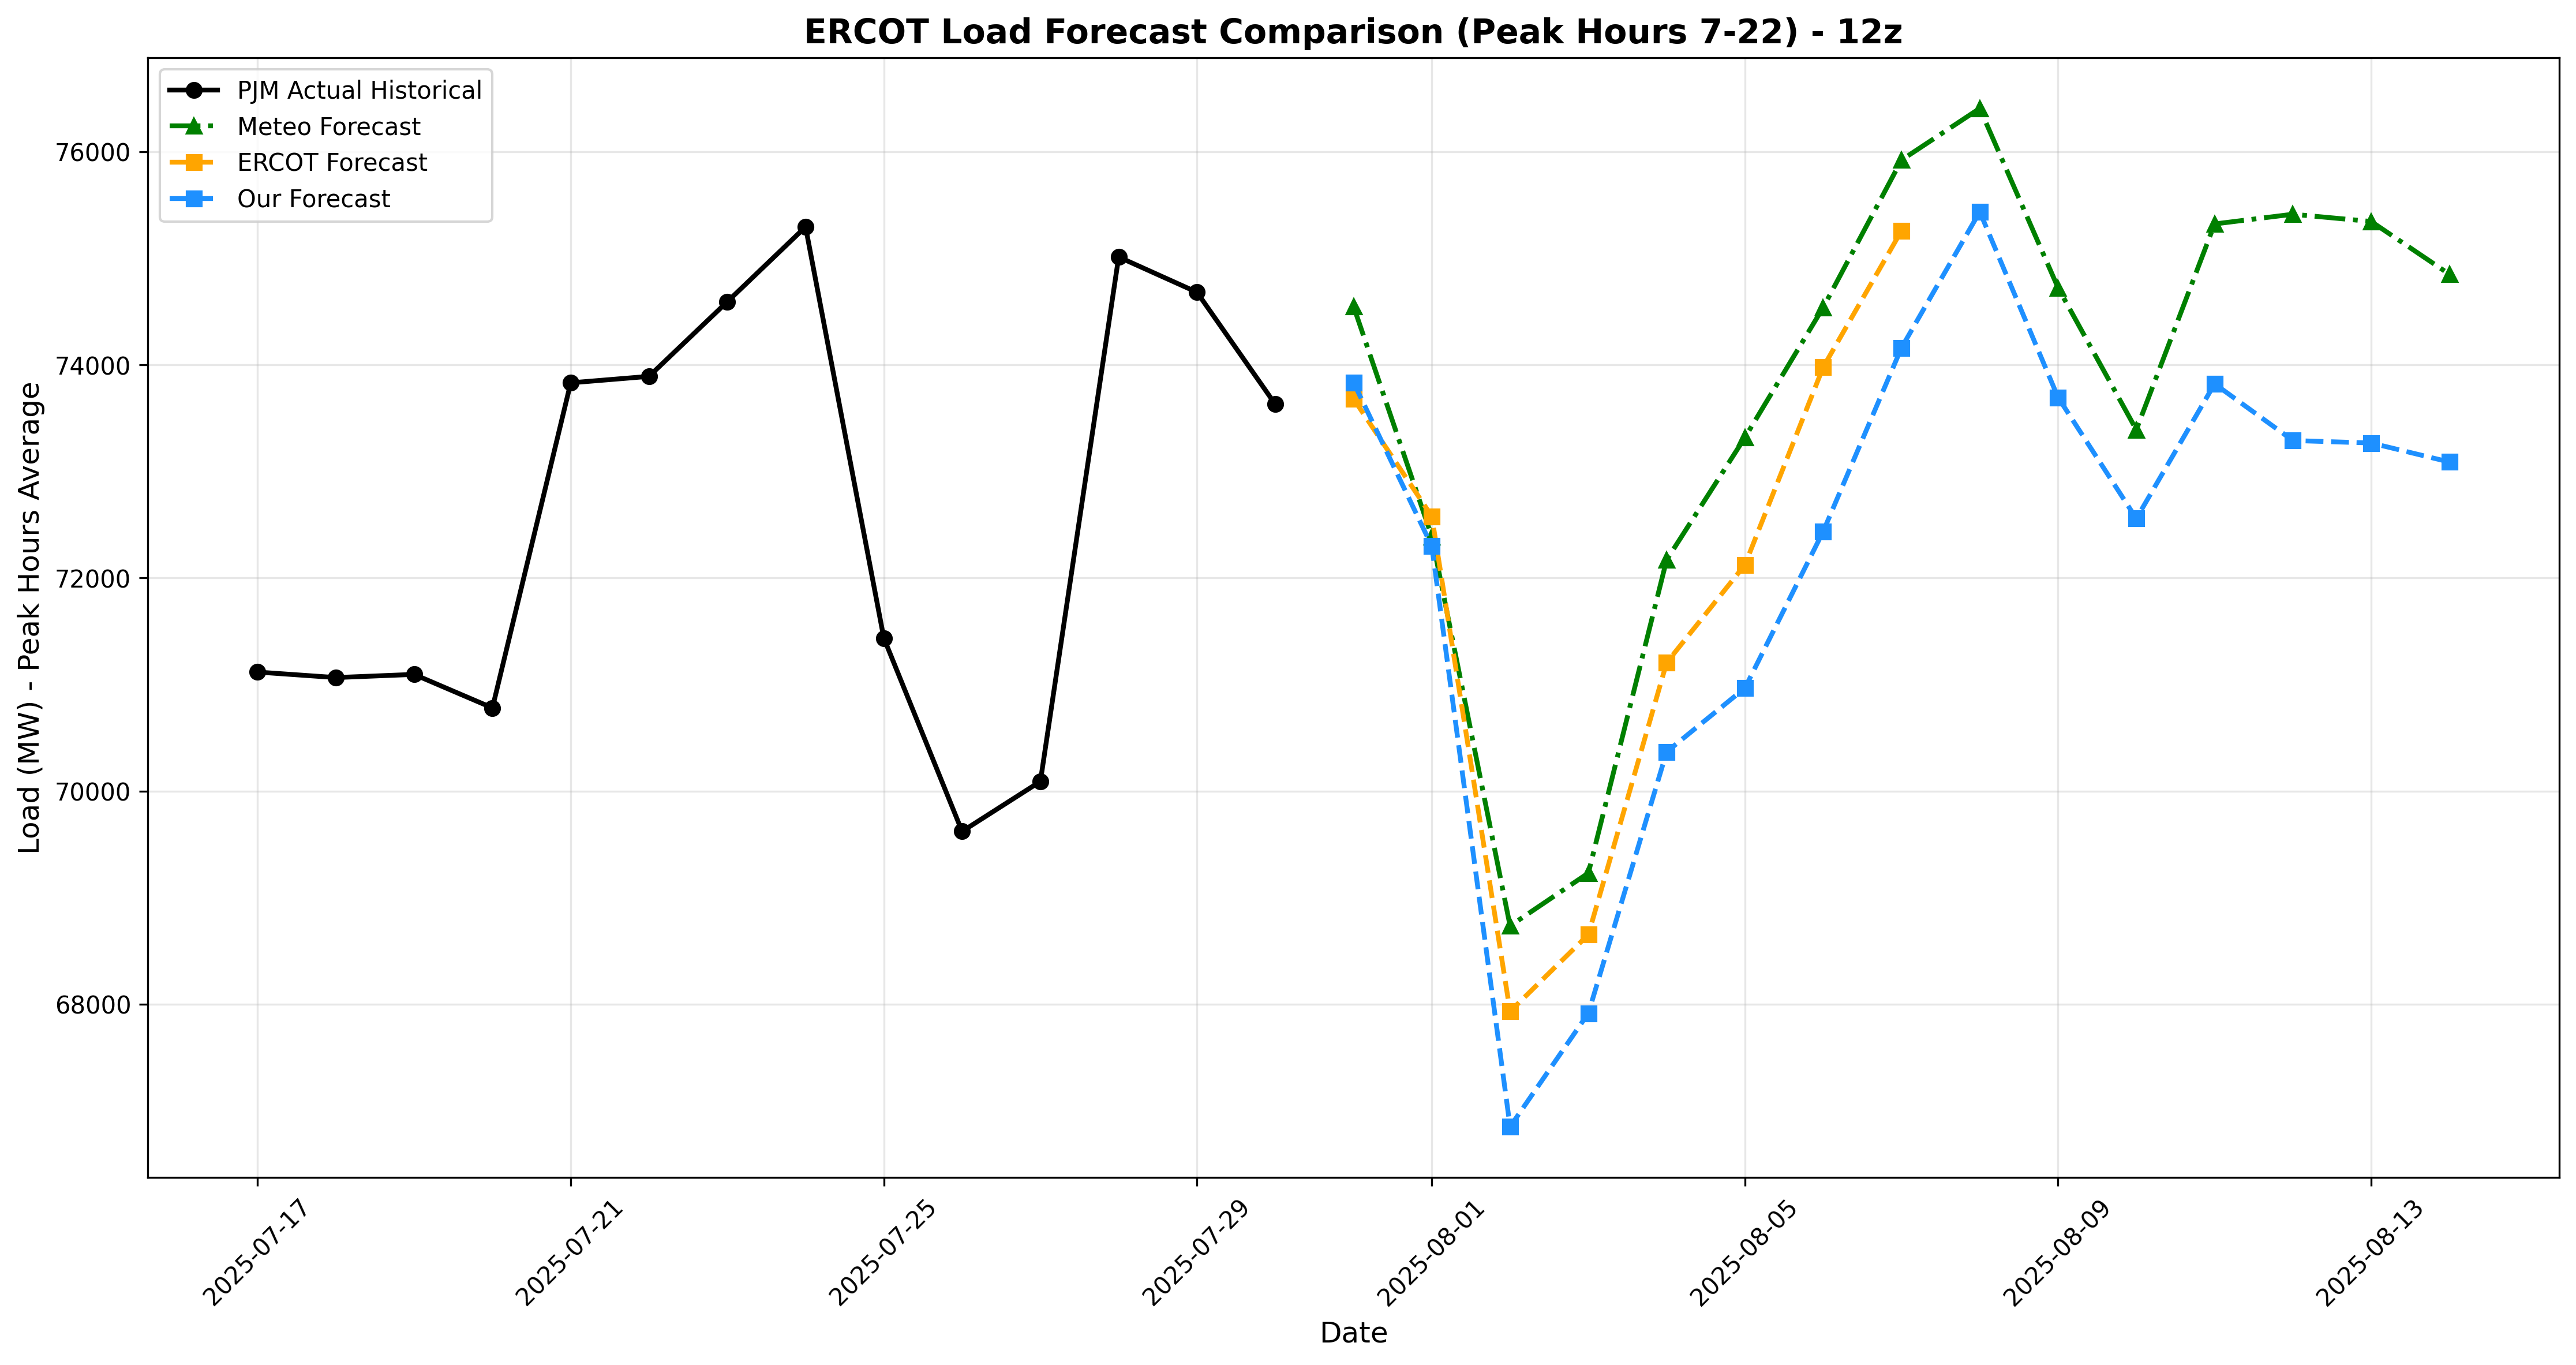 ERCOT Load Forecast Comparison (Peak Hours 7-22) - 12z
PJM Actual Historical
Meteo Forecast
ERCOT Forecast
Our Forecast
Load (MW) - Peak Hours Average
76000
74000
72000
70000
68000
2025-07-17
2025-07-21
2025-07-25
2025-07-29
2025-08-01
2025-08-05
2025-08-09
2025-08-13
Date